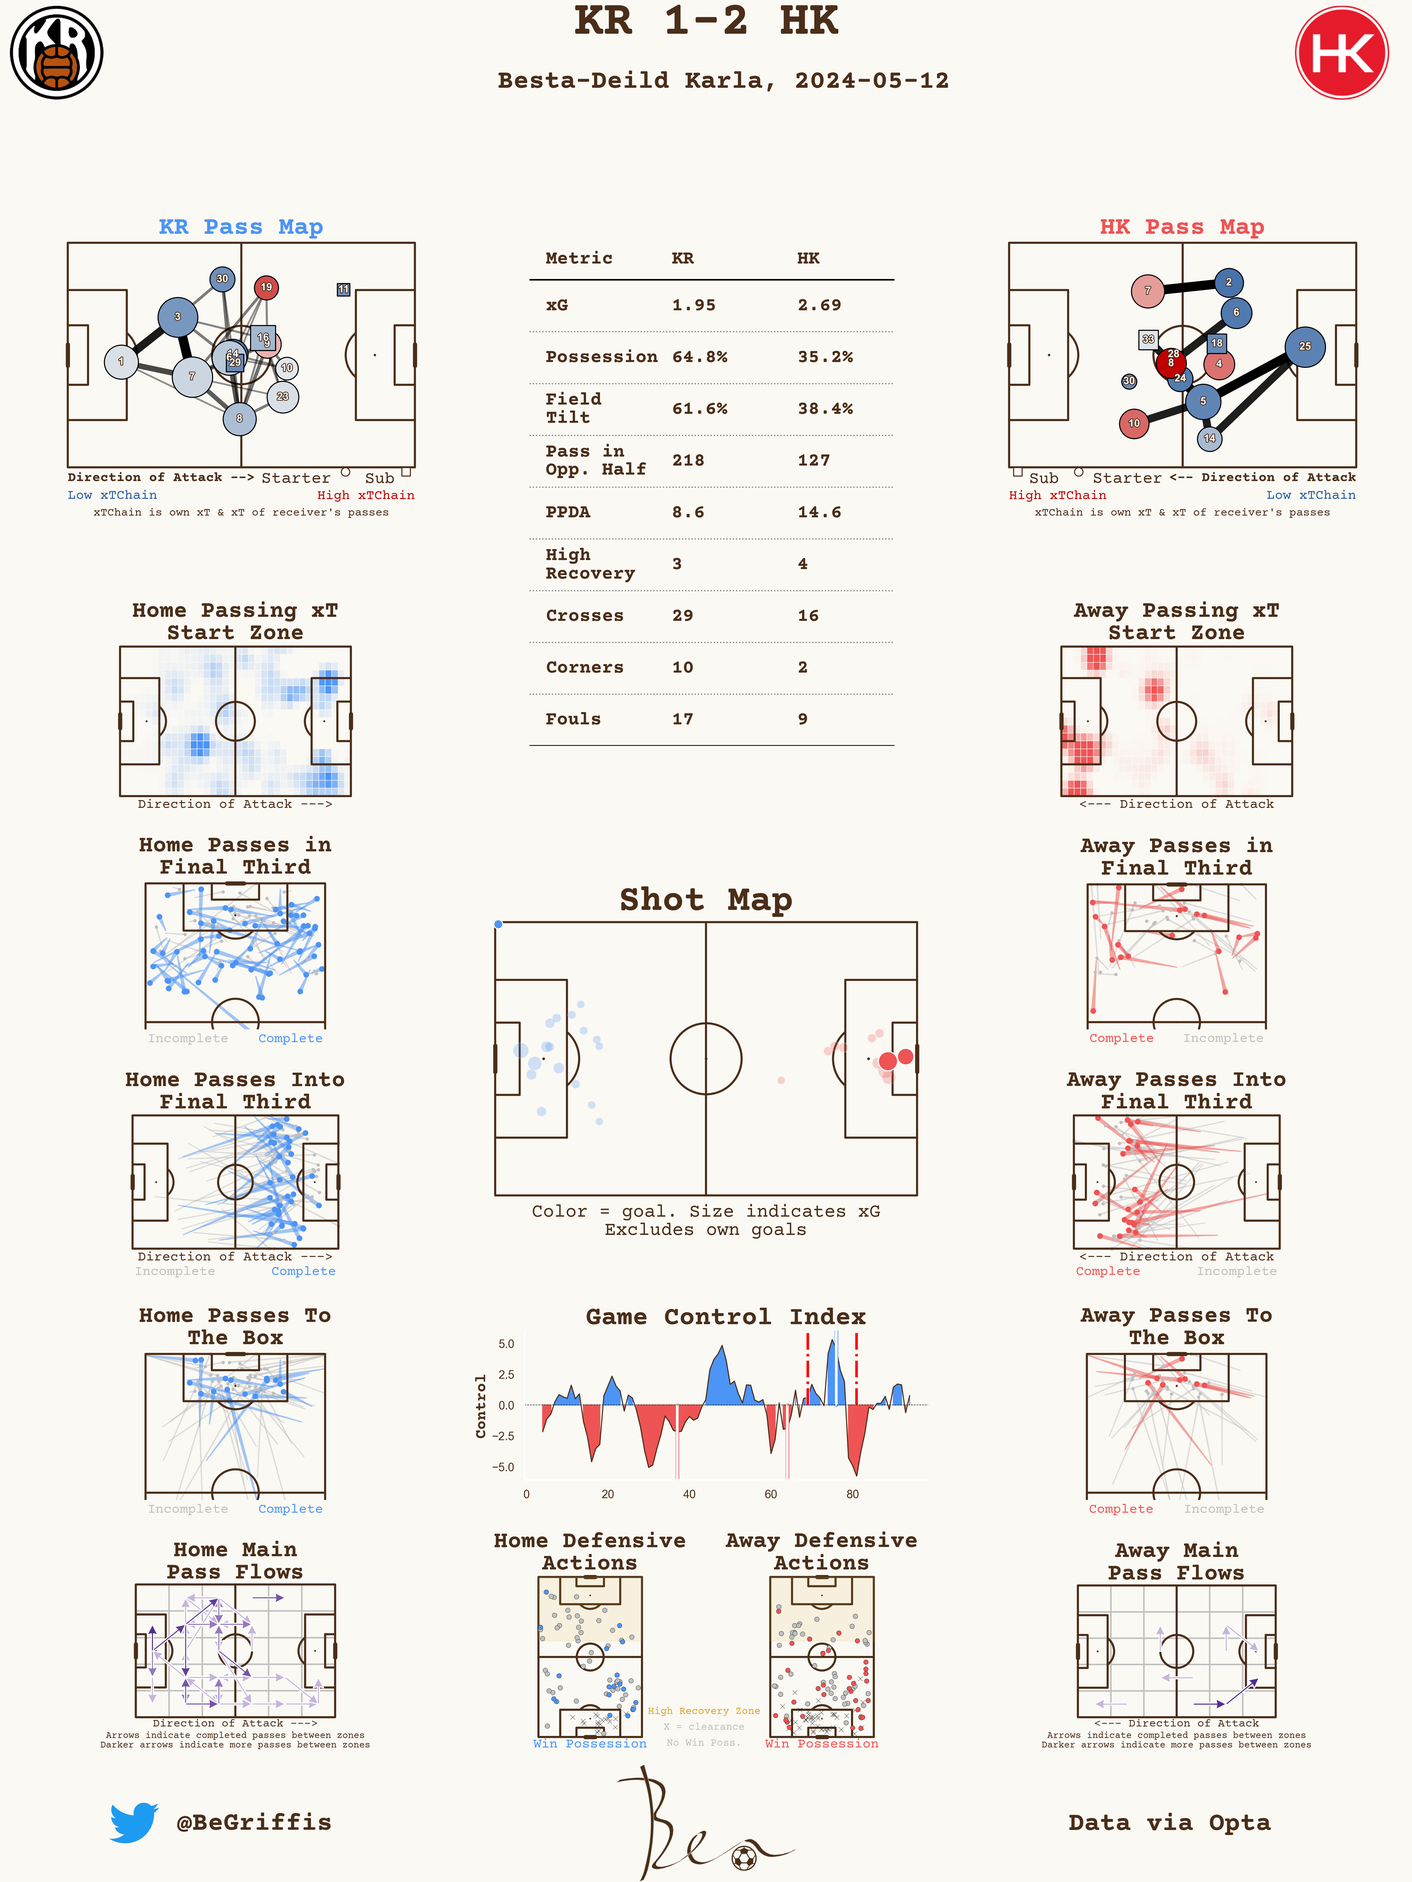 KR 1-2 HK
Besta-Deild Karla, 2024-05-12
KR
HK
KR Pass Map
30
19
11
3
16
9
1
44
29
7
10
23
8
Direction of Attack --> Starter Sub
Low xTChain High xTChain
xTChain is own xT & xT of receiver's passes
Metric KR HK
xG 1.95 2.69
Possession 64.8% 35.2%
Field
Tilt 61.6% 38.4%
Pass in
Opp. Half 218 127
PPDA 8.6 14.6
High
Recovery 3 4
Crosses 29 16
Corners 10 2
Fouls 17 9
HK Pass Map
7
2
6
33
18
25
28
8
4
30
24
5
10
14
Sub Starter <-- Direction of Attack
High xTChain Low xTChain
xTChain is own xT & xT of receiver's passes
Home Passing xT
Start Zone
Direction of Attack --->
Away Passing xT
Start Zone
<--- Direction of Attack
Home Passes in
Final Third
Incomplete Complete
Shot Map
Color = goal. Size indicates xG
Excludes own goals
Away Passes in
Final Third
Complete Incomplete
Home Passes Into
Final Third
Direction of Attack --->
Incomplete Complete
Away Passes Into
Final Third
<--- Direction of Attack
Complete Incomplete
Home Passes To
The Box
Incomplete Complete
Game Control Index
Control
5.0
2.5
0.0
−2.5
−5.0
0 20 40 60 80
Away Passes To
The Box
Complete Incomplete
Home Main
Pass Flows
Direction of Attack --->
Arrows indicate completed passes between zones
Darker arrows indicate more passes between zones
Home Defensive
Actions
Win Possession
High Recovery Zone
X = clearance
No Win Poss.
Away Defensive
Actions
Win Possession
Away Main
Pass Flows
<--- Direction of Attack
Arrows indicate completed passes between zones
Darker arrows indicate more passes between zones
@BeGriffis
Ben
Data via Opta